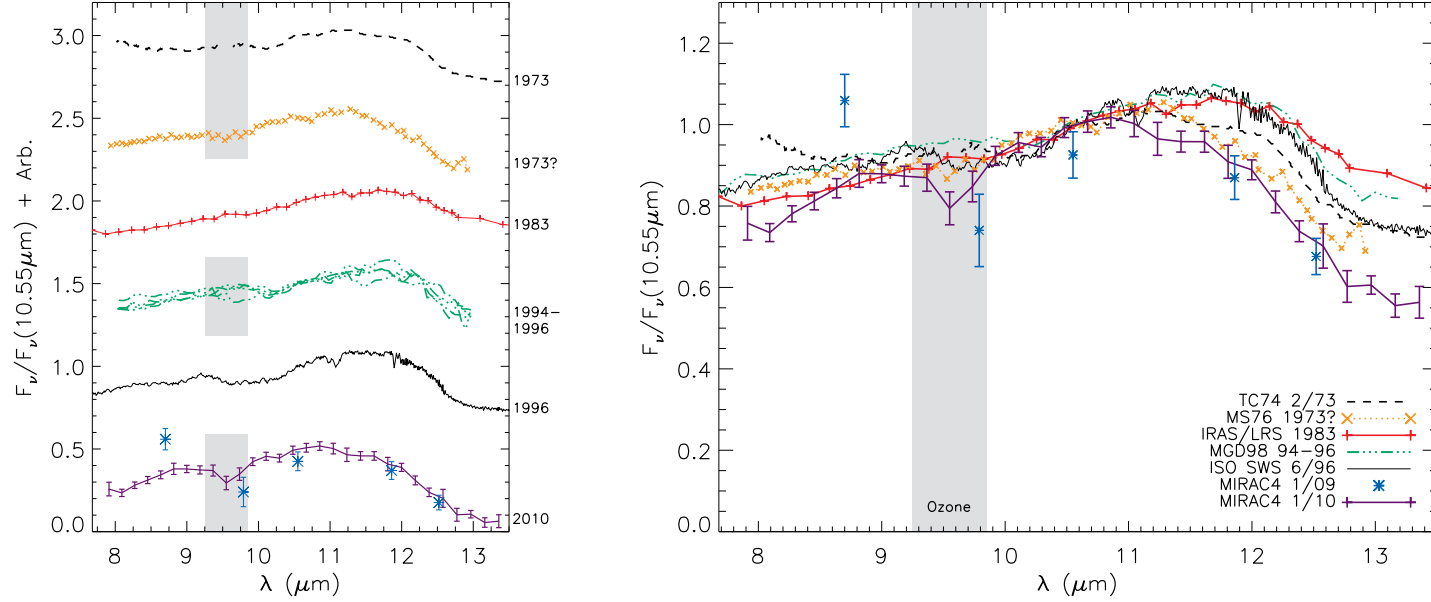 F_ν/F_ν(10.55μm) + Arb.
3.0
2.5
2.0
1.5
1.0
0.5
0.0
1973
1973?
1983
1994–
1996
1996
2010
8 9 10 11 12 13
λ (μm)
F_ν/F_ν(10.55μm)
1.2
1.0
0.8
0.6
0.4
0.2
0.0
Ozone
TC74 2/73
MS76 1973?
IRAS/LRS 1983
MGD98 94–96
ISO SWS 6/96
MIRAC4 1/09
MIRAC4 1/10
8 9 10 11 12 13
λ (μm)